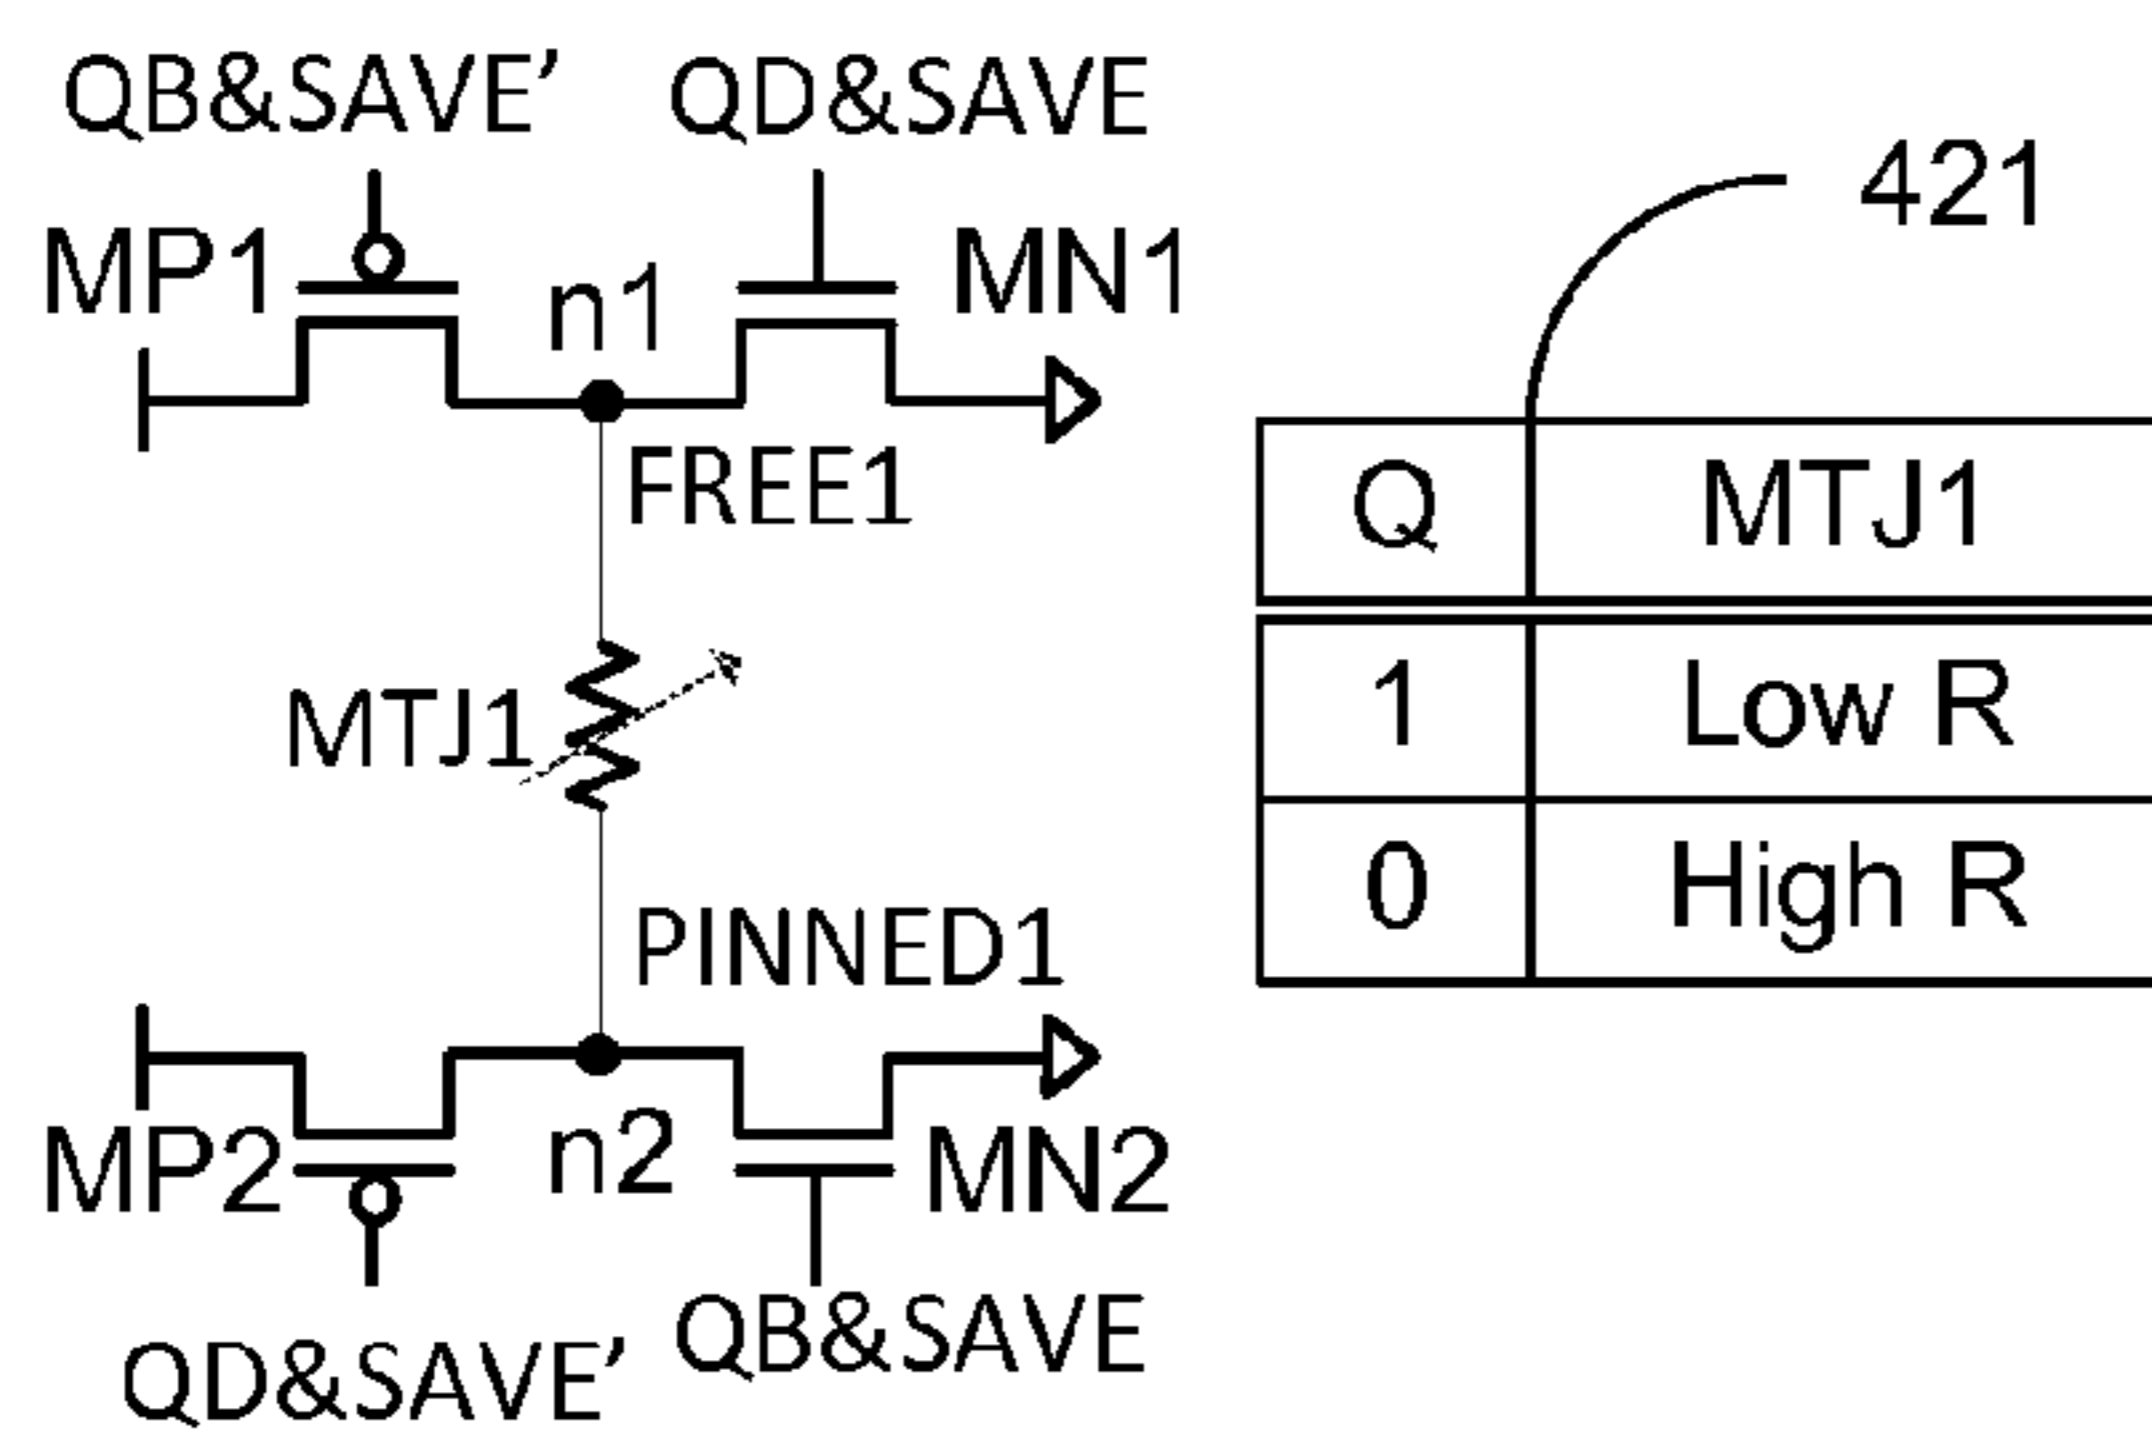 QB&SAVE’ QD&SAVE
MP1 n1 MN1
FREE1
MTJ1
PINNED1
MP2 n2 MN2
QD&SAVE’ QB&SAVE
421
Q MTJ1
1 Low R
0 High R